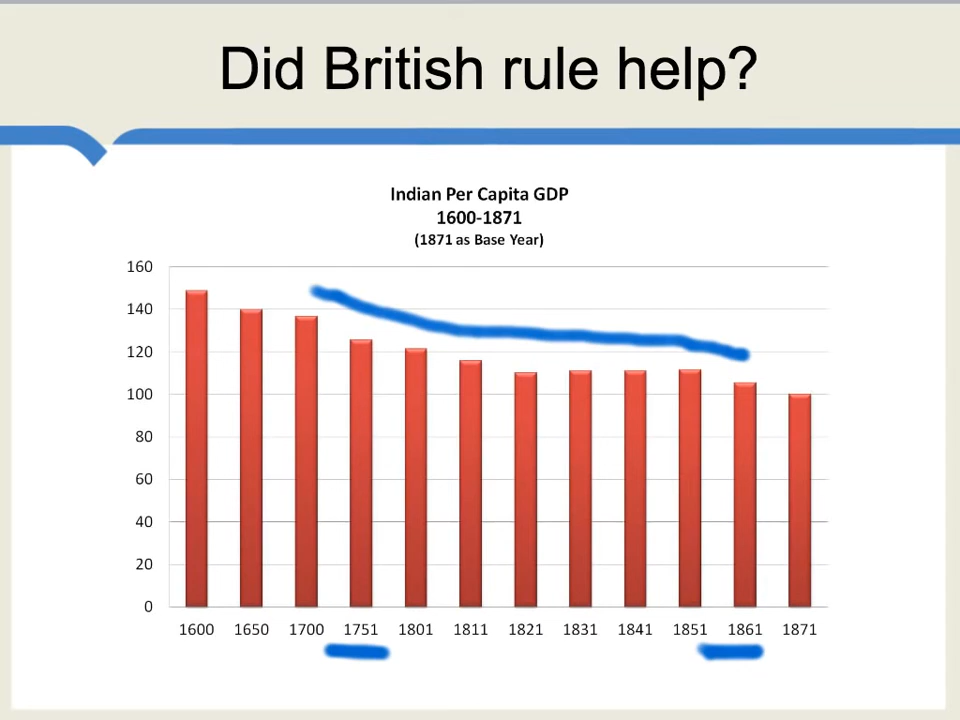 Did British rule help?
Indian Per Capita GDP
1600-1871
(1871 as Base Year)
160
140
120
100
80
60
40
20
0
1600 1650 1700 1751 1801 1811 1821 1831 1841 1851 1861 1871